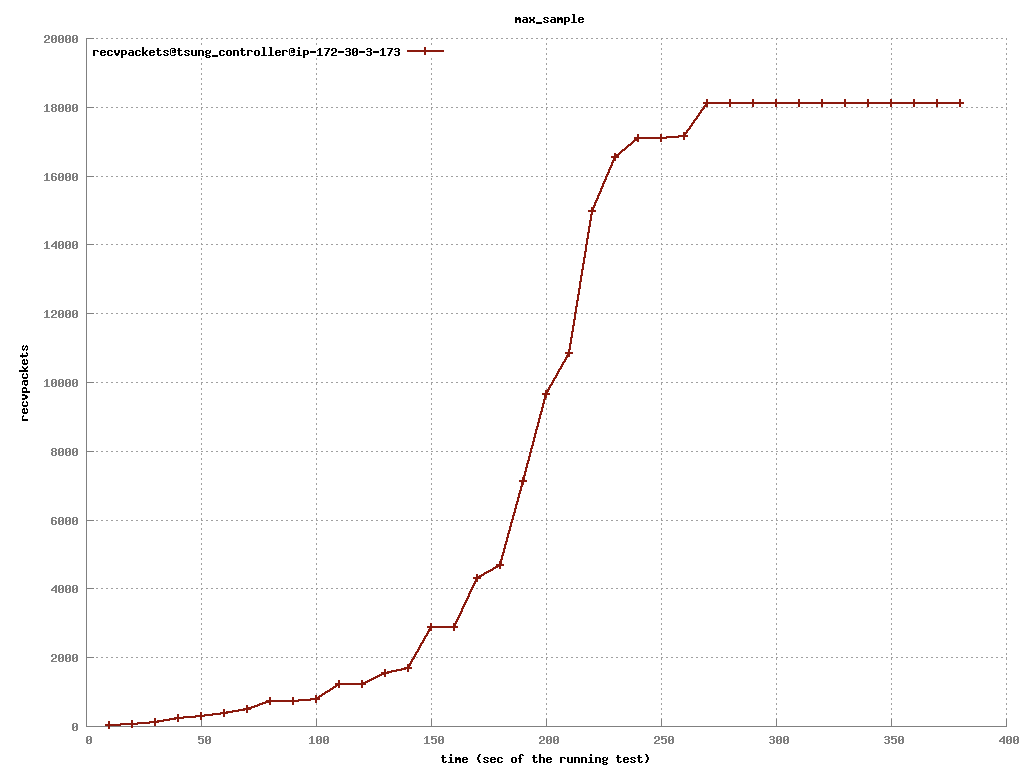 max_sample
recvpackets@tsung_controller@ip-172-30-3-173
20000
18000
16000
14000
12000
10000
8000
6000
4000
2000
0
recvpackets
0 50 100 150 200 250 300 350 400
time (sec of the running test)